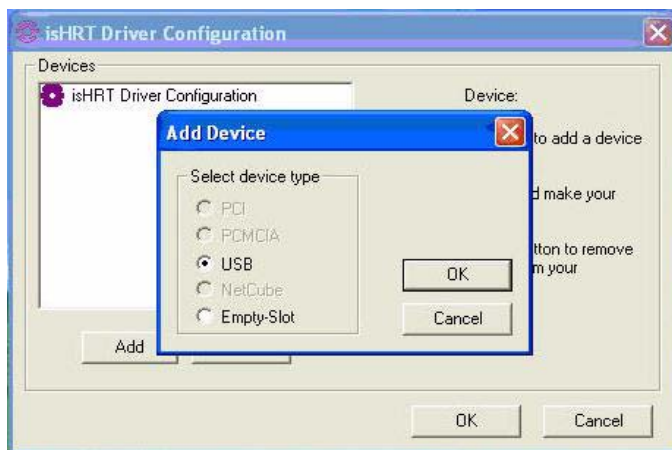 isHRT Driver Configuration
Devices
isHRT Driver Configuration
Device:
Add Device
to add a device
Select device type
PCI
make your
PCMCIA
USB
to remove
OK
your
NetCube
Empty-Slot
Cancel
Add
OK
Cancel